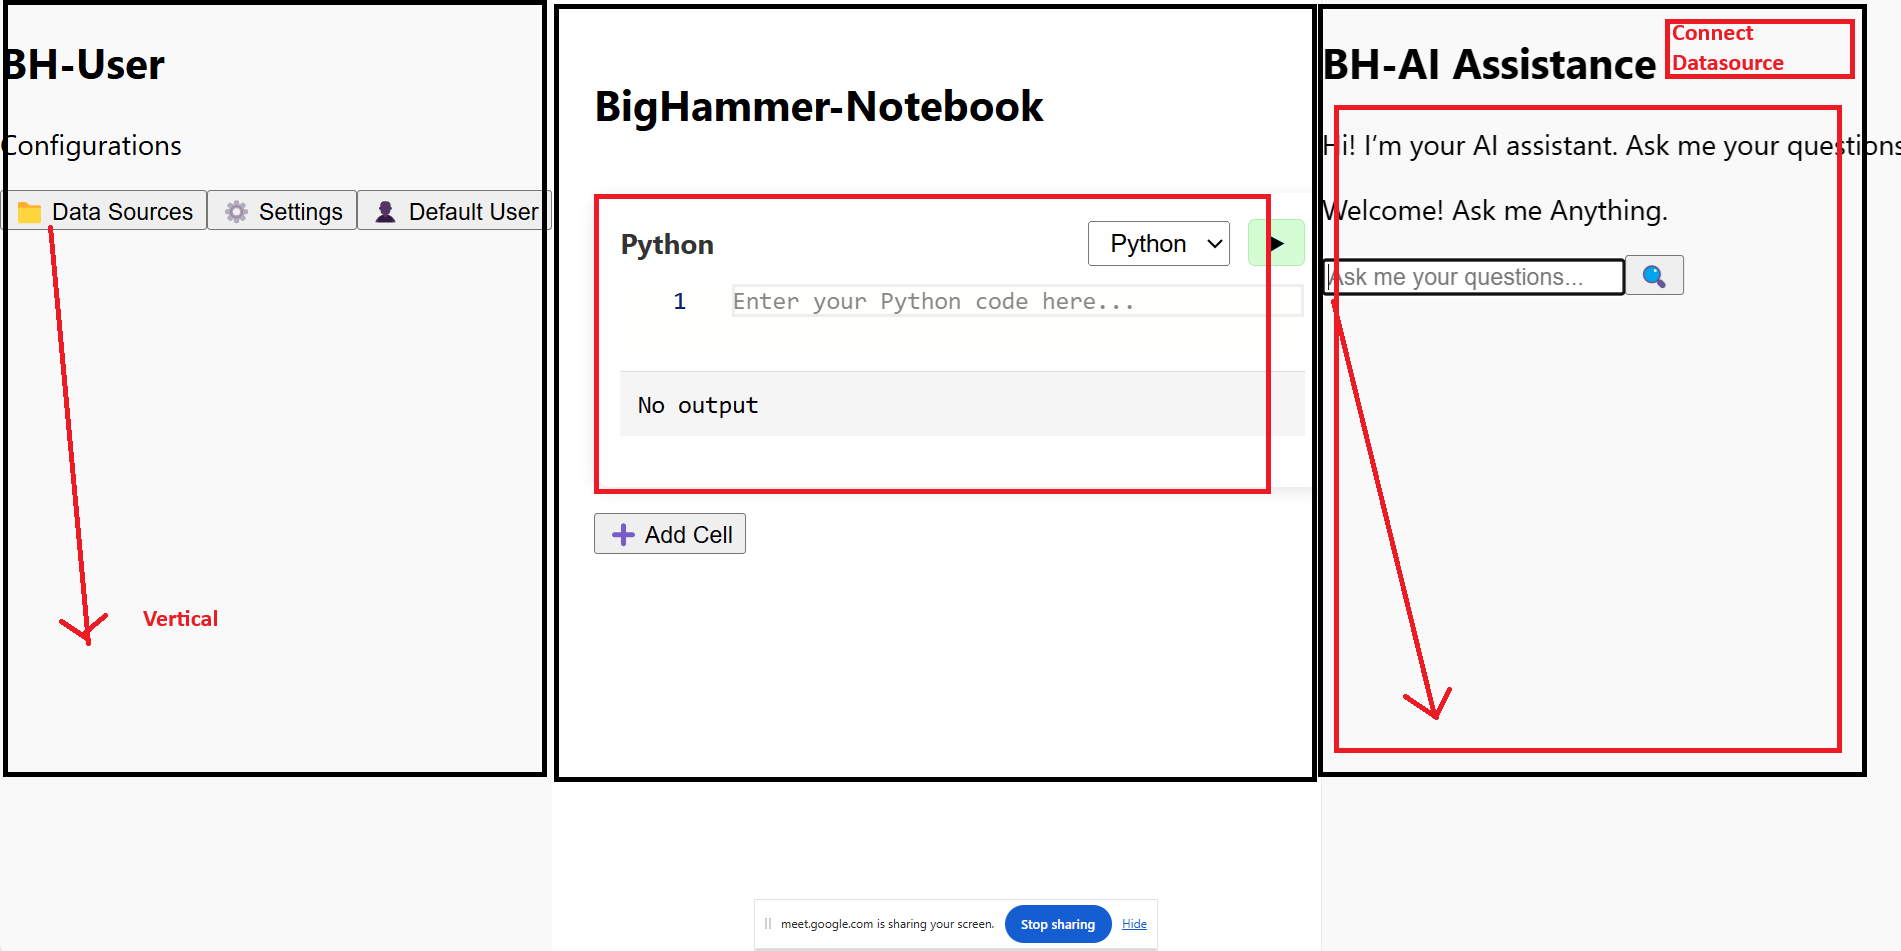 BH-User
Configurations
Data Sources
Settings
Default User
Vertical
BigHammer-Notebook
Python
Python
1
Enter your Python code here...
No output
Add Cell
BH-AI Assistance
Connect
Datasource
Hi! I’m your AI assistant. Ask me your questions
Welcome! Ask me Anything.
Ask me your questions...
meet.google.com is sharing your screen.
Stop sharing
Hide